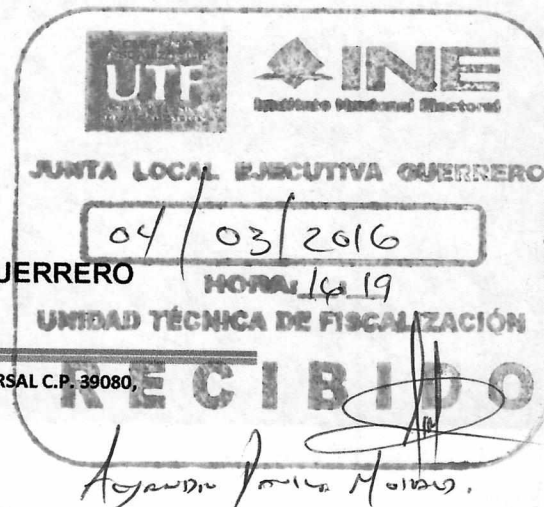 UTF INE
Instituto Nacional Electoral
JUNTA LOCAL EJECUTIVA GUERRERO
04/03/2016
UERRERO
HORA: 16 19
UNIDAD TÉCNICA DE FISCALIZACIÓN
RSAL C.P. 39080,
RECIBIDO